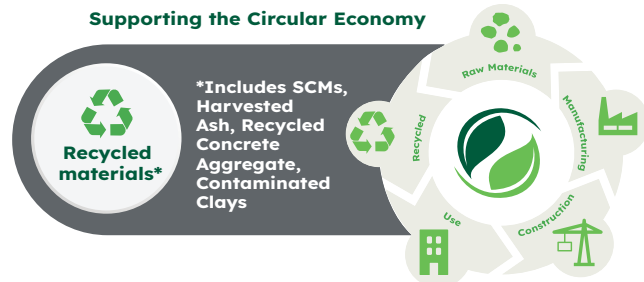 Supporting the Circular Economy
Recycled
materials*
*Includes SCMs,
Harvested
Ash, Recycled
Concrete
Aggregate,
Contaminated
Clays
Raw Materials
Manufacturing
Construction
Use
Recycled